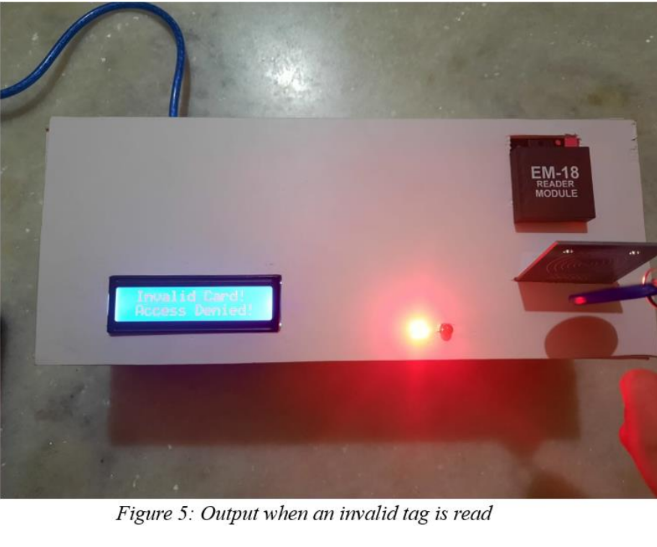 EM-18
READER
MODULE
Invalid Card!
Access Denied!
Figure 5: Output when an invalid tag is read